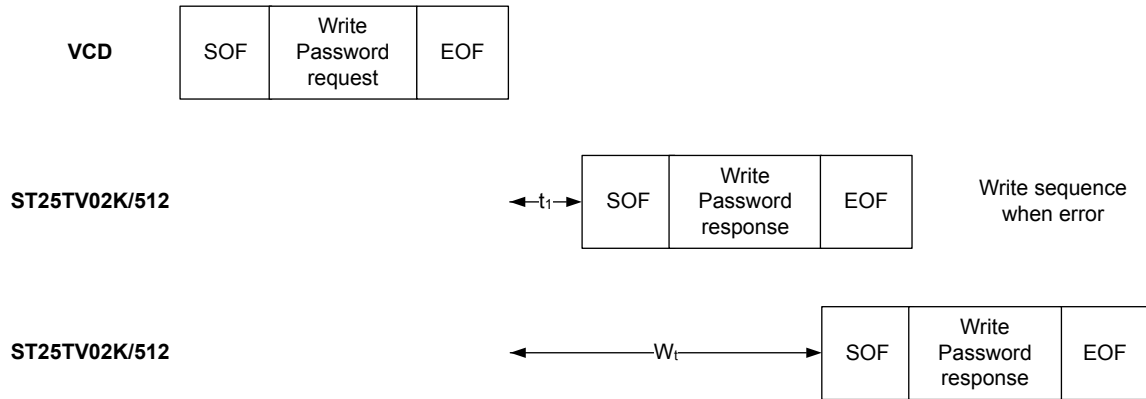 VCD
SOF
Write
Password
request
EOF
ST25TV02K/512
t1
SOF
Write
Password
response
EOF
Write sequence
when error
ST25TV02K/512
Wt
SOF
Write
Password
response
EOF